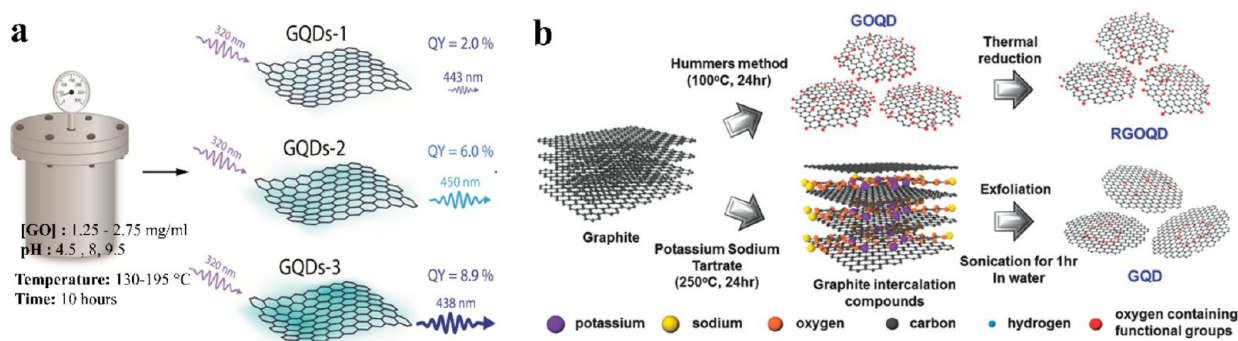 a
320 nm
GQDs-1
QY = 2.0 %
443 nm
320 nm
GQDs-2
QY = 6.0 %
450 nm
320 nm
GQDs-3
QY = 8.9 %
438 nm
[GO] : 1.25 - 2.75 mg/ml
pH : 4.5 , 8, 9.5
Temperature: 130-195 °C
Time: 10 hours
b
Graphite
Hummers method
(100°C, 24hr)
GOQD
Thermal
reduction
RGOQD
Potassium Sodium
Tartrate
(250°C, 24hr)
Graphite intercalation
compounds
Exfoliation
Sonication for 1hr
In water
GQD
potassium
sodium
oxygen
carbon
hydrogen
oxygen containing
functional groups